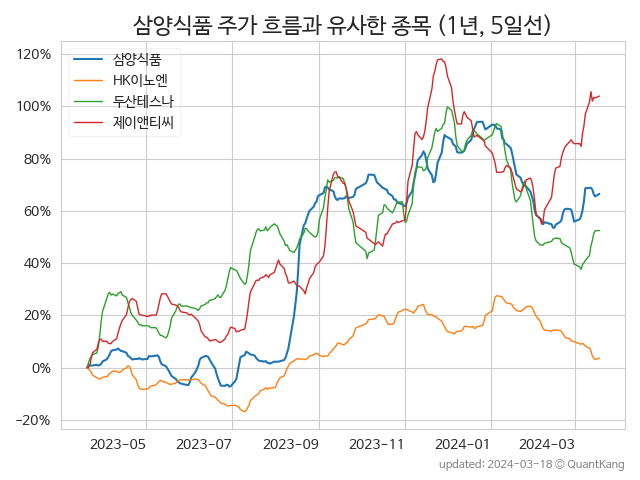 삼양식품 주가 흐름과 유사한 종목 (1년, 5일선)
삼양식품
HK이노엔
두산테스나
제이앤티씨
120%
100%
80%
60%
40%
20%
0%
−20%
2023-05
2023-07
2023-09
2023-11
2024-01
2024-03
updated: 2024-03-18 © QuantKang